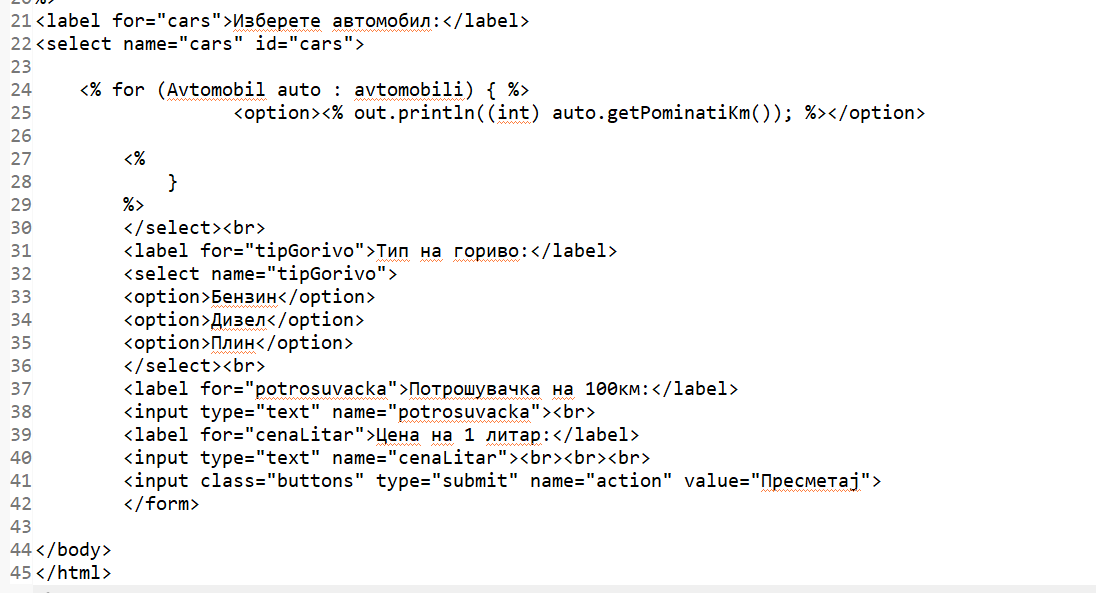 21 <label for="cars">Изберете автомобил:</label>
22 <select name="cars" id="cars">
23
24 <% for (Avtomobil auto : avtomobili) { %>
25 <option><% out.println((int) auto.getPominatiKm()); %></option>
26
27 <%
28 }
29 %>
30 </select><br>
31 <label for="tipGorivo">Тип на гориво:</label>
32 <select name="tipGorivo">
33 <option>Бензин</option>
34 <option>Дизел</option>
35 <option>Плин</option>
36 </select><br>
37 <label for="potrosuvacka">Потрошувачка на 100км:</label>
38 <input type="text" name="potrosuvacka"><br>
39 <label for="cenaLitar">Цена на 1 литар:</label>
40 <input type="text" name="cenaLitar"><br><br><br>
41 <input class="buttons" type="submit" name="action" value="Пресметај">
42 </form>
43
44 </body>
45 </html>